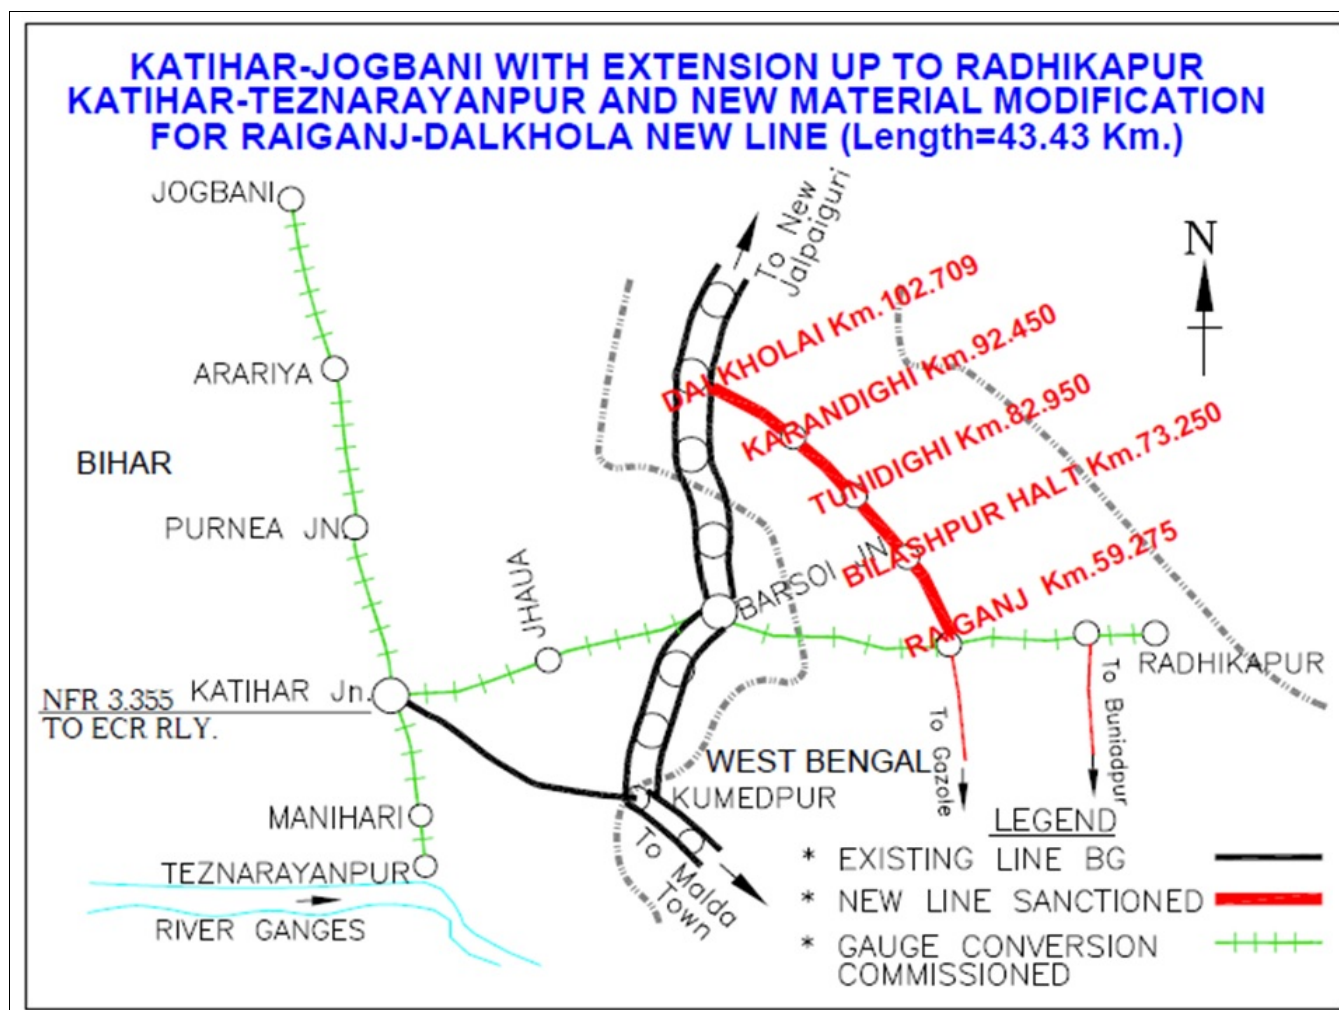 KATIHAR-JOGBANI WITH EXTENSION UP TO RADHIKAPUR
KATIHAR-TEZNARAYANPUR AND NEW MATERIAL MODIFICATION
FOR RAIGANJ-DALKHOLA NEW LINE (Length=43.43 Km.)
JOGBANI
To New
Jalpaiguri
N
DALKHOLAI Km.102.709
ARARIYA
KARANDIGHI Km.92.450
BIHAR
TUNIDIGHI Km.82.950
PURNEA JN.
BILASHPUR HALT Km.73.250
JHAUA
BARSOI JN.
RAIGANJ Km.59.275
RADHIKAPUR
KATIHAR Jn.
NFR 3.355
TO ECR RLY.
To Gazole
To Buniadpur
WEST BENGAL
KUMEDPUR
MANIHARI
To Malda
Town
TEZNARAYANPUR
RIVER GANGES
LEGEND
* EXISTING LINE BG
* NEW LINE SANCTIONED
* GAUGE CONVERSION
COMMISSIONED